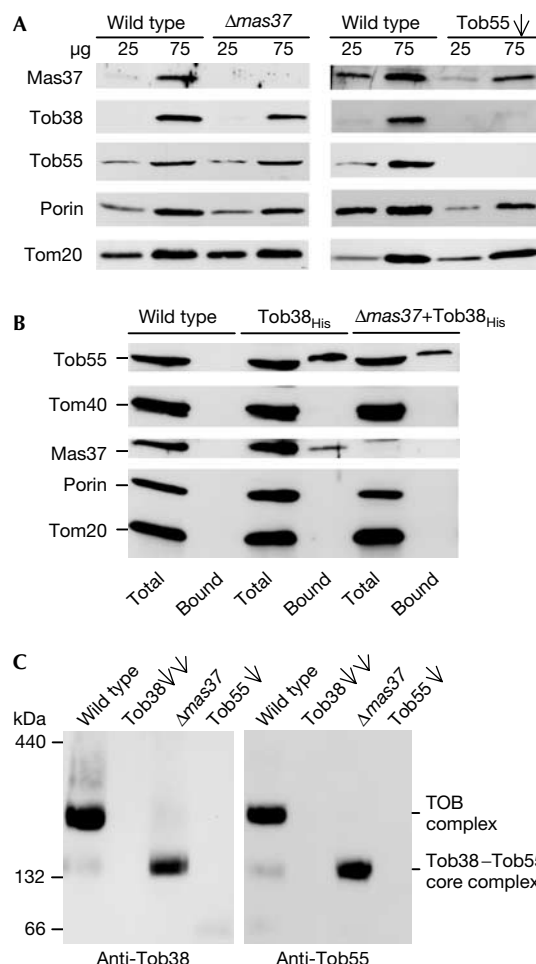 A
Wild type Δmas37 Wild type Tob55↓
µg 25 75 25 75 25 75 25 75
Mas37
Tob38
Tob55
Porin
Tom20
B
Wild type Tob38His Δmas37+Tob38His
Tob55
Tom40
Mas37
Porin
Tom20
Total Bound Total Bound Total Bound
C
Wild type Tob38↓↓ Δmas37 Tob55↓ Wild type Tob38↓↓ Δmas37 Tob55↓
kDa
440
TOB
complex
Tob38–Tob55
132
core complex
66
Anti-Tob38 Anti-Tob55